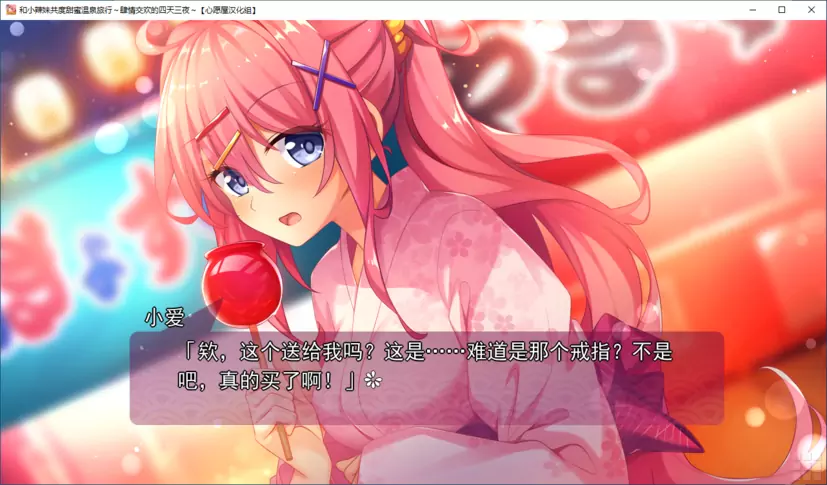 和小辣妹共度甜蜜温泉旅行～肆情交欢的四天三夜～【心愿屋汉化组】
小爱
「欸，这个送给我吗？这是……难道是那个戒指？不是
吧，真的买了啊！」